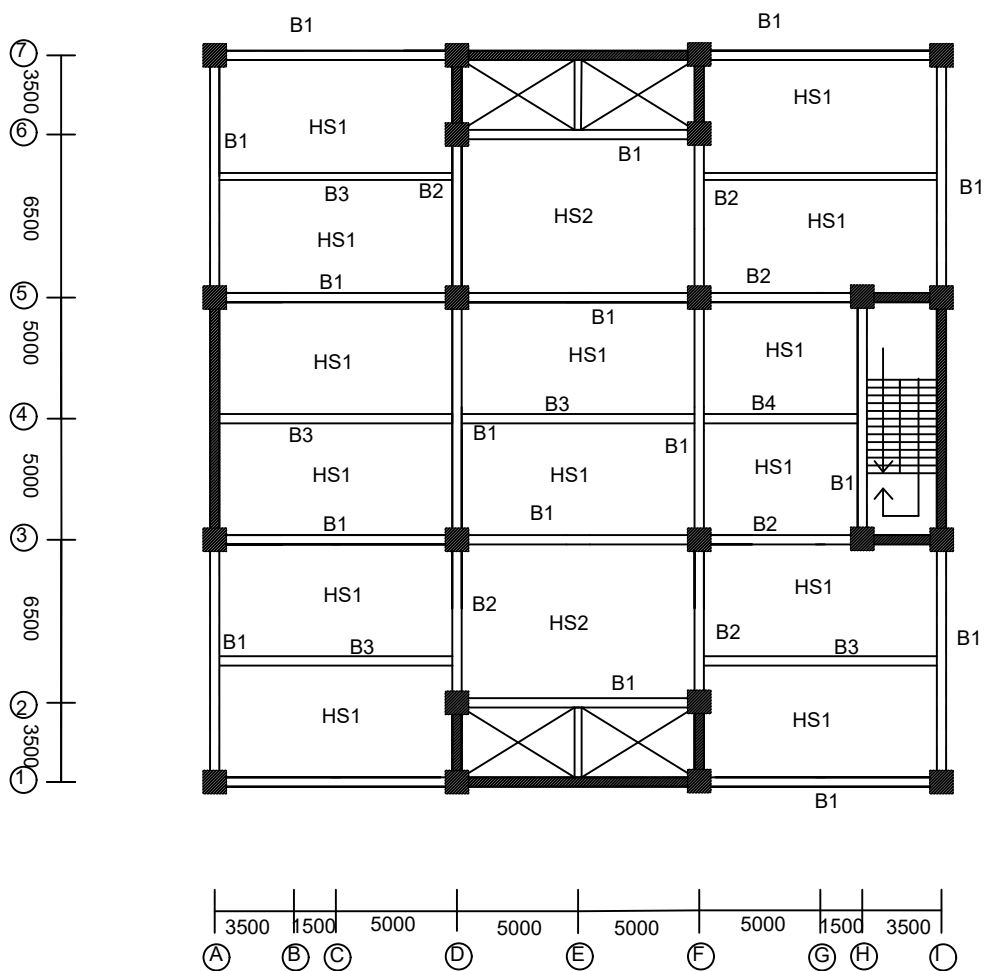 B1 B1
7
3500
HS1
HS1
6
B1
B1
B3 B2 B2 B1
6500
HS2
HS1
HS1
B1 B2
5
B1
5000
HS1 HS1 HS1
4
B3 B4
B3 B1 B1
5000
HS1 HS1 HS1
B1
B1 B1 B2
3
6500
HS1 HS1
B2
HS2
B1 B3 B2 B3 B1
2
B1
3500
HS1 HS1
1
B1
3500 1500 5000 5000 5000 5000 1500 3500
A B C D E F G H I